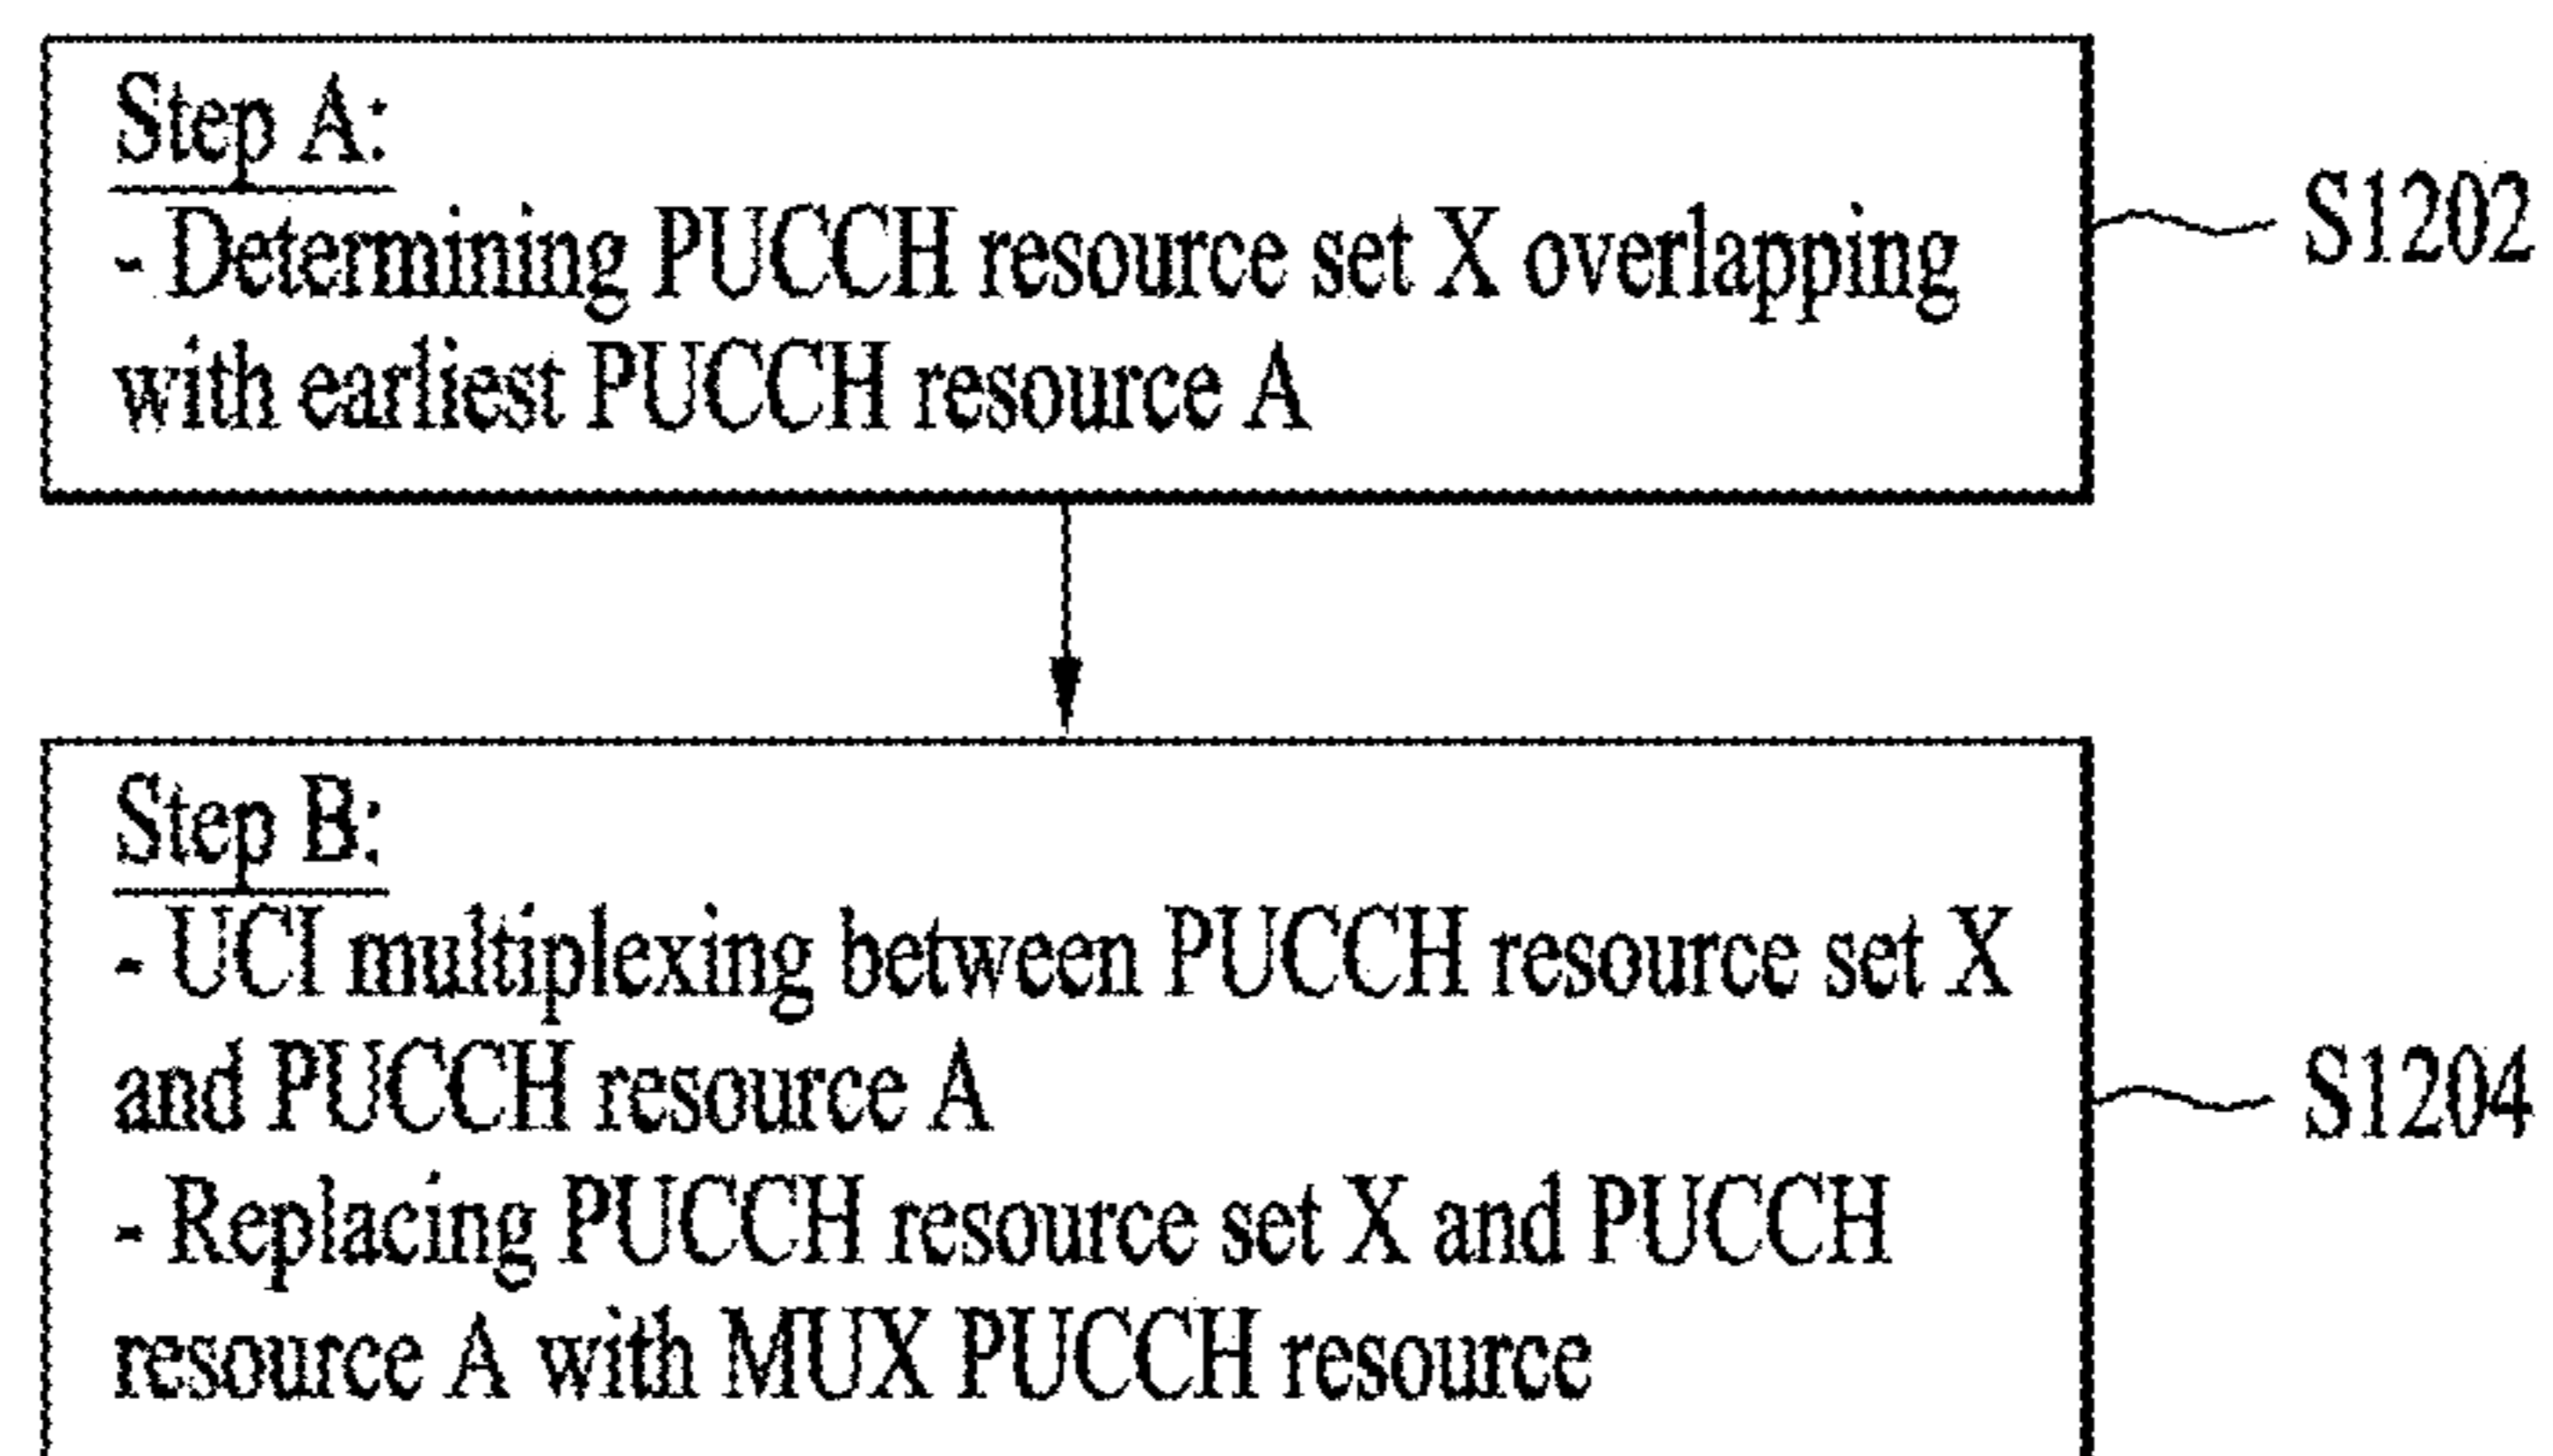 Step A:
- Determining PUCCH resource set X overlapping
with earliest PUCCH resource A
S1202
Step B:
- UCI multiplexing between PUCCH resource set X
and PUCCH resource A
- Replacing PUCCH resource set X and PUCCH
resource A with MUX PUCCH resource
S1204